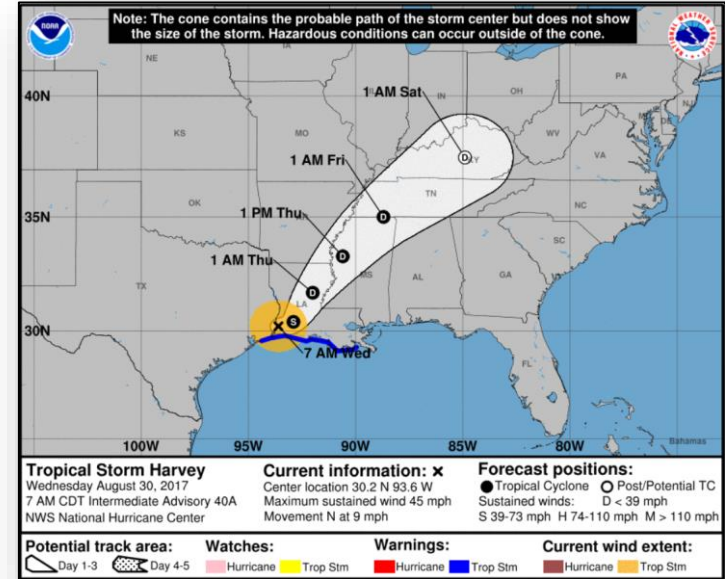 Note: The cone contains the probable path of the storm center but does not show
the size of the storm. Hazardous conditions can occur outside of the cone.
NOAA
NATIONAL WEATHER SERVICE
NE
IA
PA
NJ
40N
1 AM Sat
IN
OH
KS
MO
WV
VA
1 AM Fri
KY
OK
TN
NC
35N
1 PM Thu
SC
1 AM Thu
MS
AL
GA
TX
LA
30N
7 AM Wed
FL
D
D
D
D
S
100W
95W
90W
85W
80W
Bahamas
Tropical Storm Harvey
Wednesday August 30, 2017
7 AM CDT Intermediate Advisory 40A
NWS National Hurricane Center
Current information: ×
Center location 30.2 N 93.6 W
Maximum sustained wind 45 mph
Movement N at 9 mph
Forecast positions:
● Tropical Cyclone ○ Post/Potential TC
Sustained winds: D < 39 mph
S 39-73 mph H 74-110 mph M > 110 mph
Potential track area:
Day 1-3 Day 4-5
Watches:
Hurricane Trop Stm
Warnings:
Hurricane Trop Stm
Current wind extent:
Hurricane Trop Stm